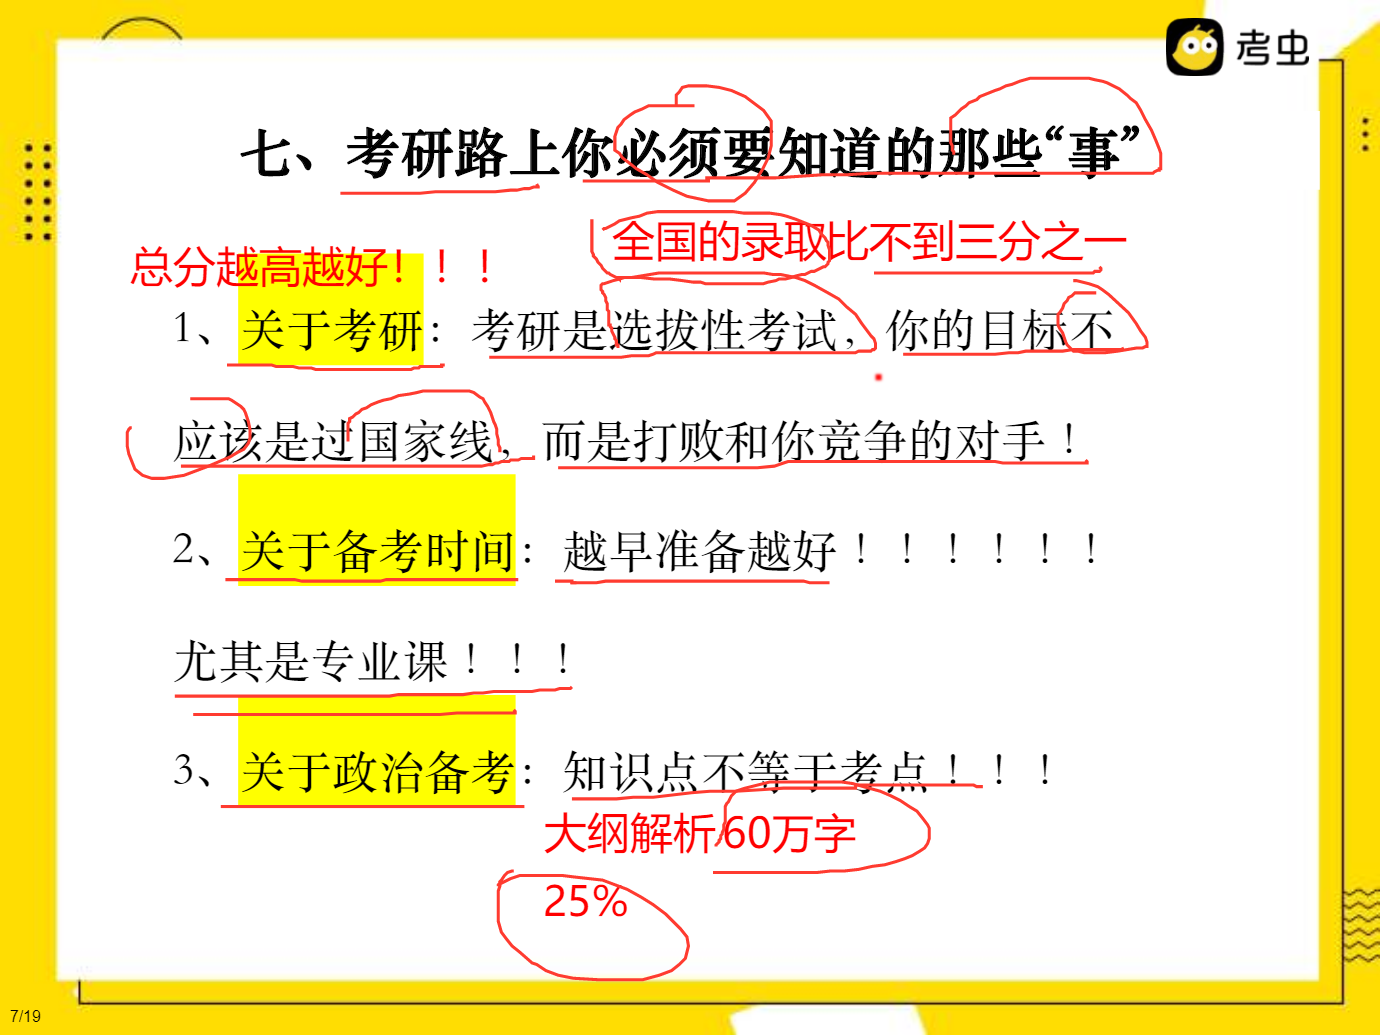 考虫
七、考研路上你必须要知道的那些“事”
全国的录取比不到三分之一
总分越高越好！！！
1、关于考研：考研是选拔性考试，你的目标不
应该是过国家线，而是打败和你竞争的对手！
2、关于备考时间：越早准备越好！！！！！！
尤其是专业课！！！
3、关于政治备考：知识点不等于考点！！！
大纲解析60万字
25%
7/19